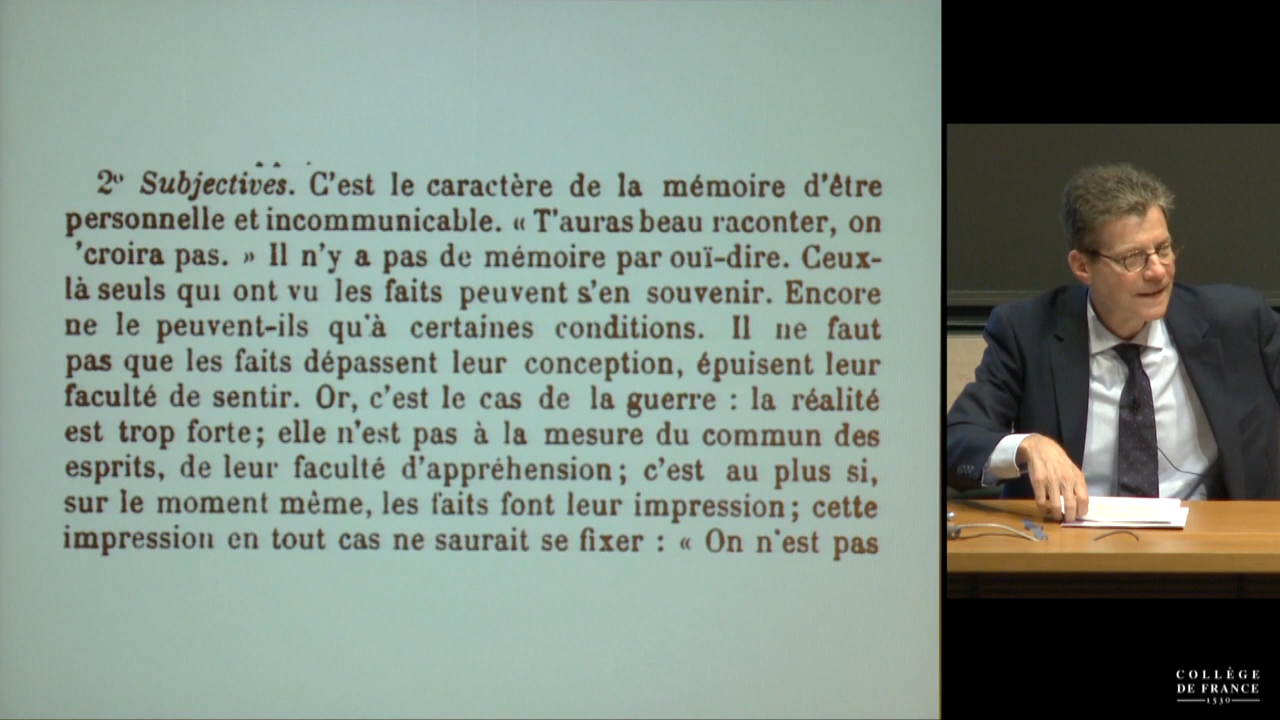 2º Subjectives. C'est le caractère de la mémoire d'être
personnelle et incommunicable. « T'auras beau raconter, on
'croira pas. » Il n'y a pas de mémoire par ouï-dire. Ceux-
là seuls qui ont vu les faits peuvent s'en souvenir. Encore
ne le peuvent-ils qu'à certaines conditions. Il ne faut
pas que les faits dépassent leur conception, épuisent leur
faculté de sentir. Or, c'est le cas de la guerre : la réalité
est trop forte ; elle n'est pas à la mesure du commun des
esprits, de leur faculté d'appréhension ; c'est au plus si,
sur le moment même, les faits font leur impression ; cette
impression en tout cas ne saurait se fixer : « On n'est pas
COLLÈGE
DE FRANCE
1530